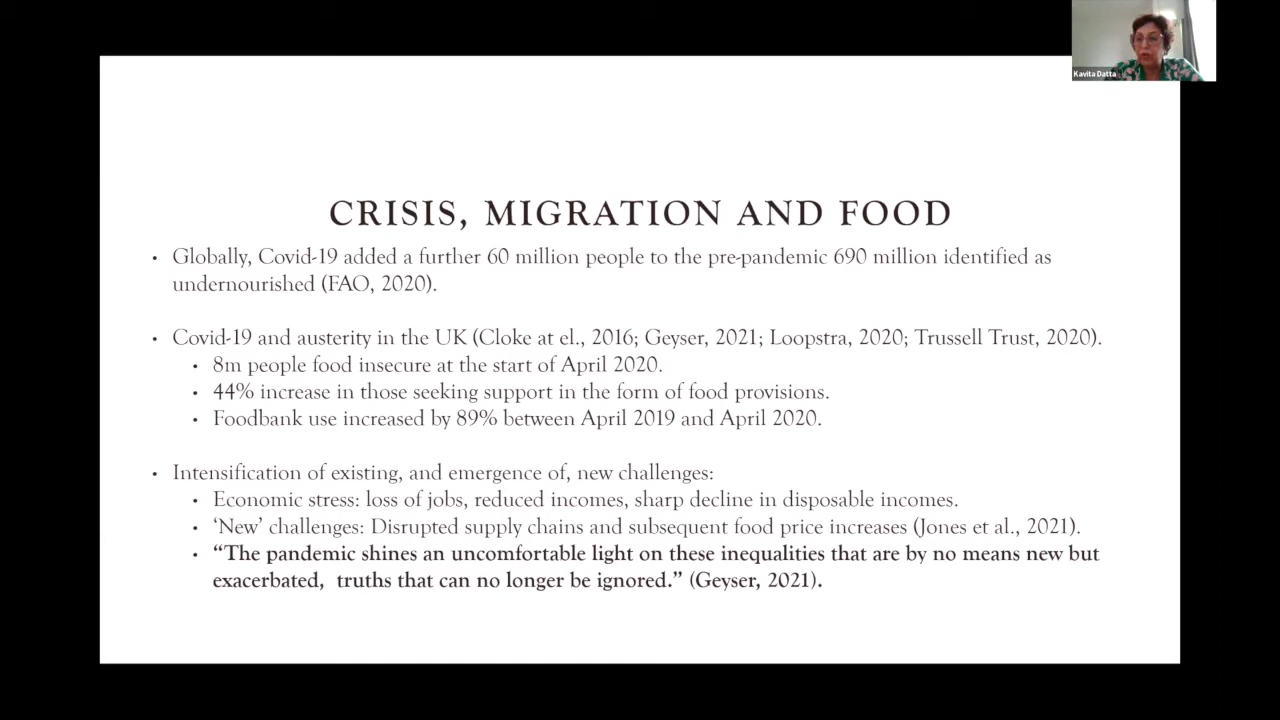 Kavita Datta
CRISIS, MIGRATION AND FOOD
• Globally, Covid-19 added a further 60 million people to the pre-pandemic 690 million identified as
undernourished (FAO, 2020).
• Covid-19 and austerity in the UK (Cloke at el., 2016; Geyser, 2021; Loopstra, 2020; Trussell Trust, 2020).
• 8m people food insecure at the start of April 2020.
• 44% increase in those seeking support in the form of food provisions.
• Foodbank use increased by 89% between April 2019 and April 2020.
• Intensification of existing, and emergence of, new challenges:
• Economic stress: loss of jobs, reduced incomes, sharp decline in disposable incomes.
• ‘New’ challenges: Disrupted supply chains and subsequent food price increases (Jones et al., 2021).
• “The pandemic shines an uncomfortable light on these inequalities that are by no means new but
exacerbated,  truths that can no longer be ignored.” (Geyser, 2021).